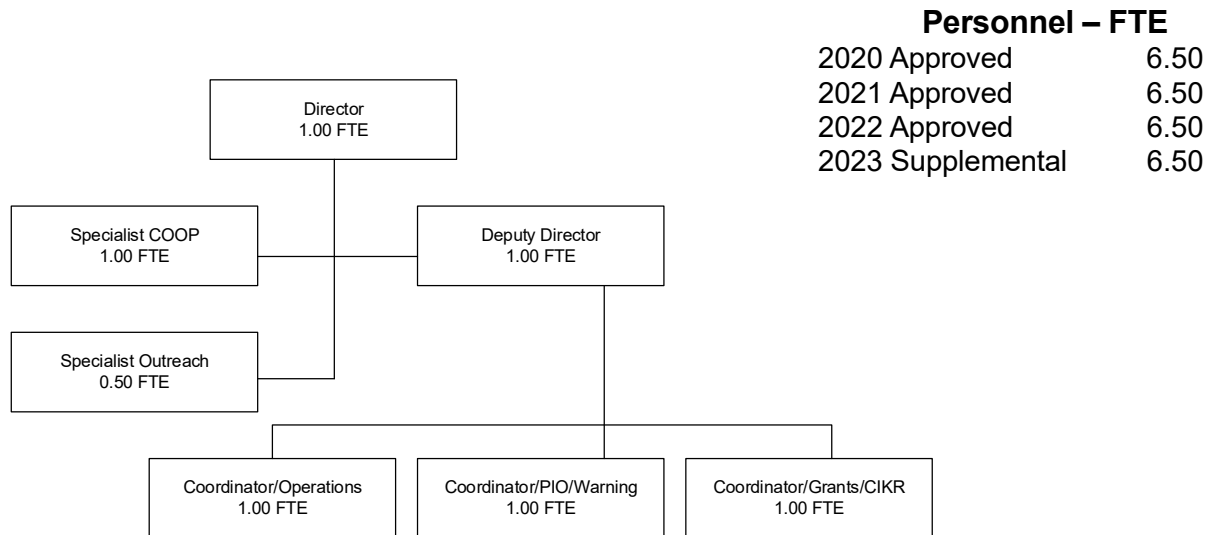 Personnel – FTE
2020 Approved 6.50
2021 Approved 6.50
2022 Approved 6.50
2023 Supplemental 6.50
Director
1.00 FTE
Specialist COOP
1.00 FTE
Deputy Director
1.00 FTE
Specialist Outreach
0.50 FTE
Coordinator/Operations
1.00 FTE
Coordinator/PIO/Warning
1.00 FTE
Coordinator/Grants/CIKR
1.00 FTE